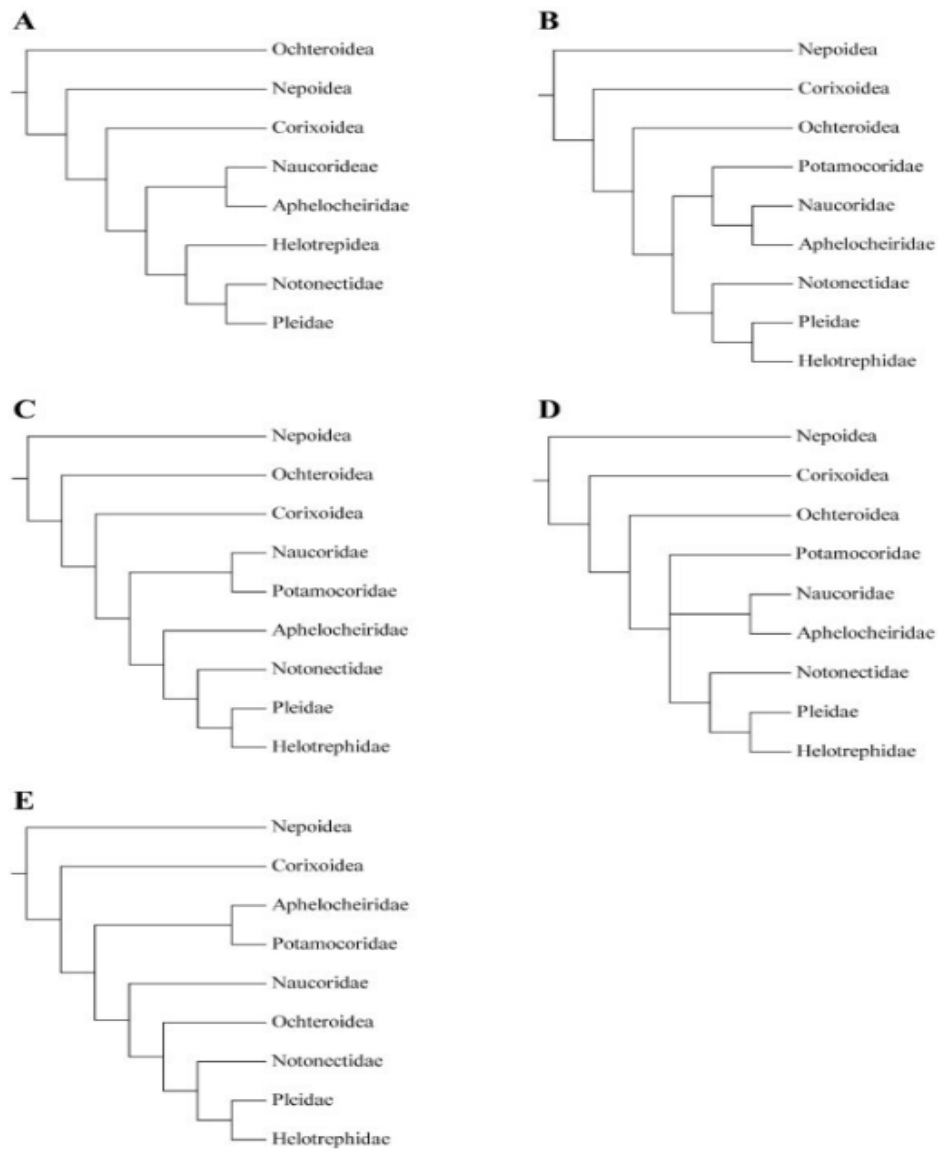 A
Ochteroidea
Nepoidea
Corixoidea
Naucorideae
Aphelocheiridae
Helotrepidea
Notonectidae
Pleidae
B
Nepoidea
Corixoidea
Ochteroidea
Potamocoridae
Naucoridae
Aphelocheiridae
Notonectidae
Pleidae
Helotrephidae
C
Nepoidea
Ochteroidea
Corixoidea
Naucoridae
Potamocoridae
Aphelocheiridae
Notonectidae
Pleidae
Helotrephidae
D
Nepoidea
Corixoidea
Ochteroidea
Potamocoridae
Naucoridae
Aphelocheiridae
Notonectidae
Pleidae
Helotrephidae
E
Nepoidea
Corixoidea
Aphelocheiridae
Potamocoridae
Naucoridae
Ochteroidea
Notonectidae
Pleidae
Helotrephidae